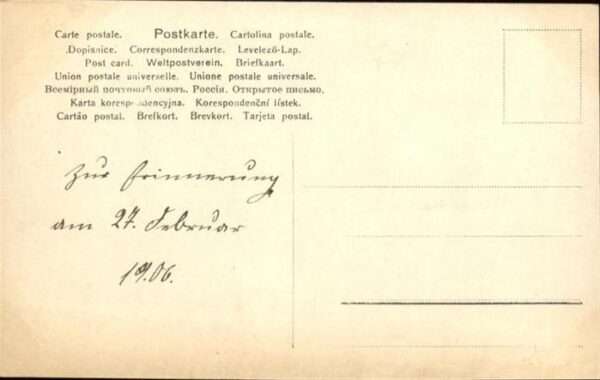 Carte postale. Postkarte. Cartolina postale.
Dopisnice. Correspondenzkarte. Levelező-Lap.
Post card. Weltpostverein. Briefkaart.
Union postale universelle. Unione postale universale.
Всемірный почтовый союзъ. Россія. Открытое письмо.
Karta korespondencyjna. Korespondenční lístek.
Cartão postal. Brefkort. Brevkort. Tarjeta postal.
Zur Erinnerung
am 27. Februar
1906.